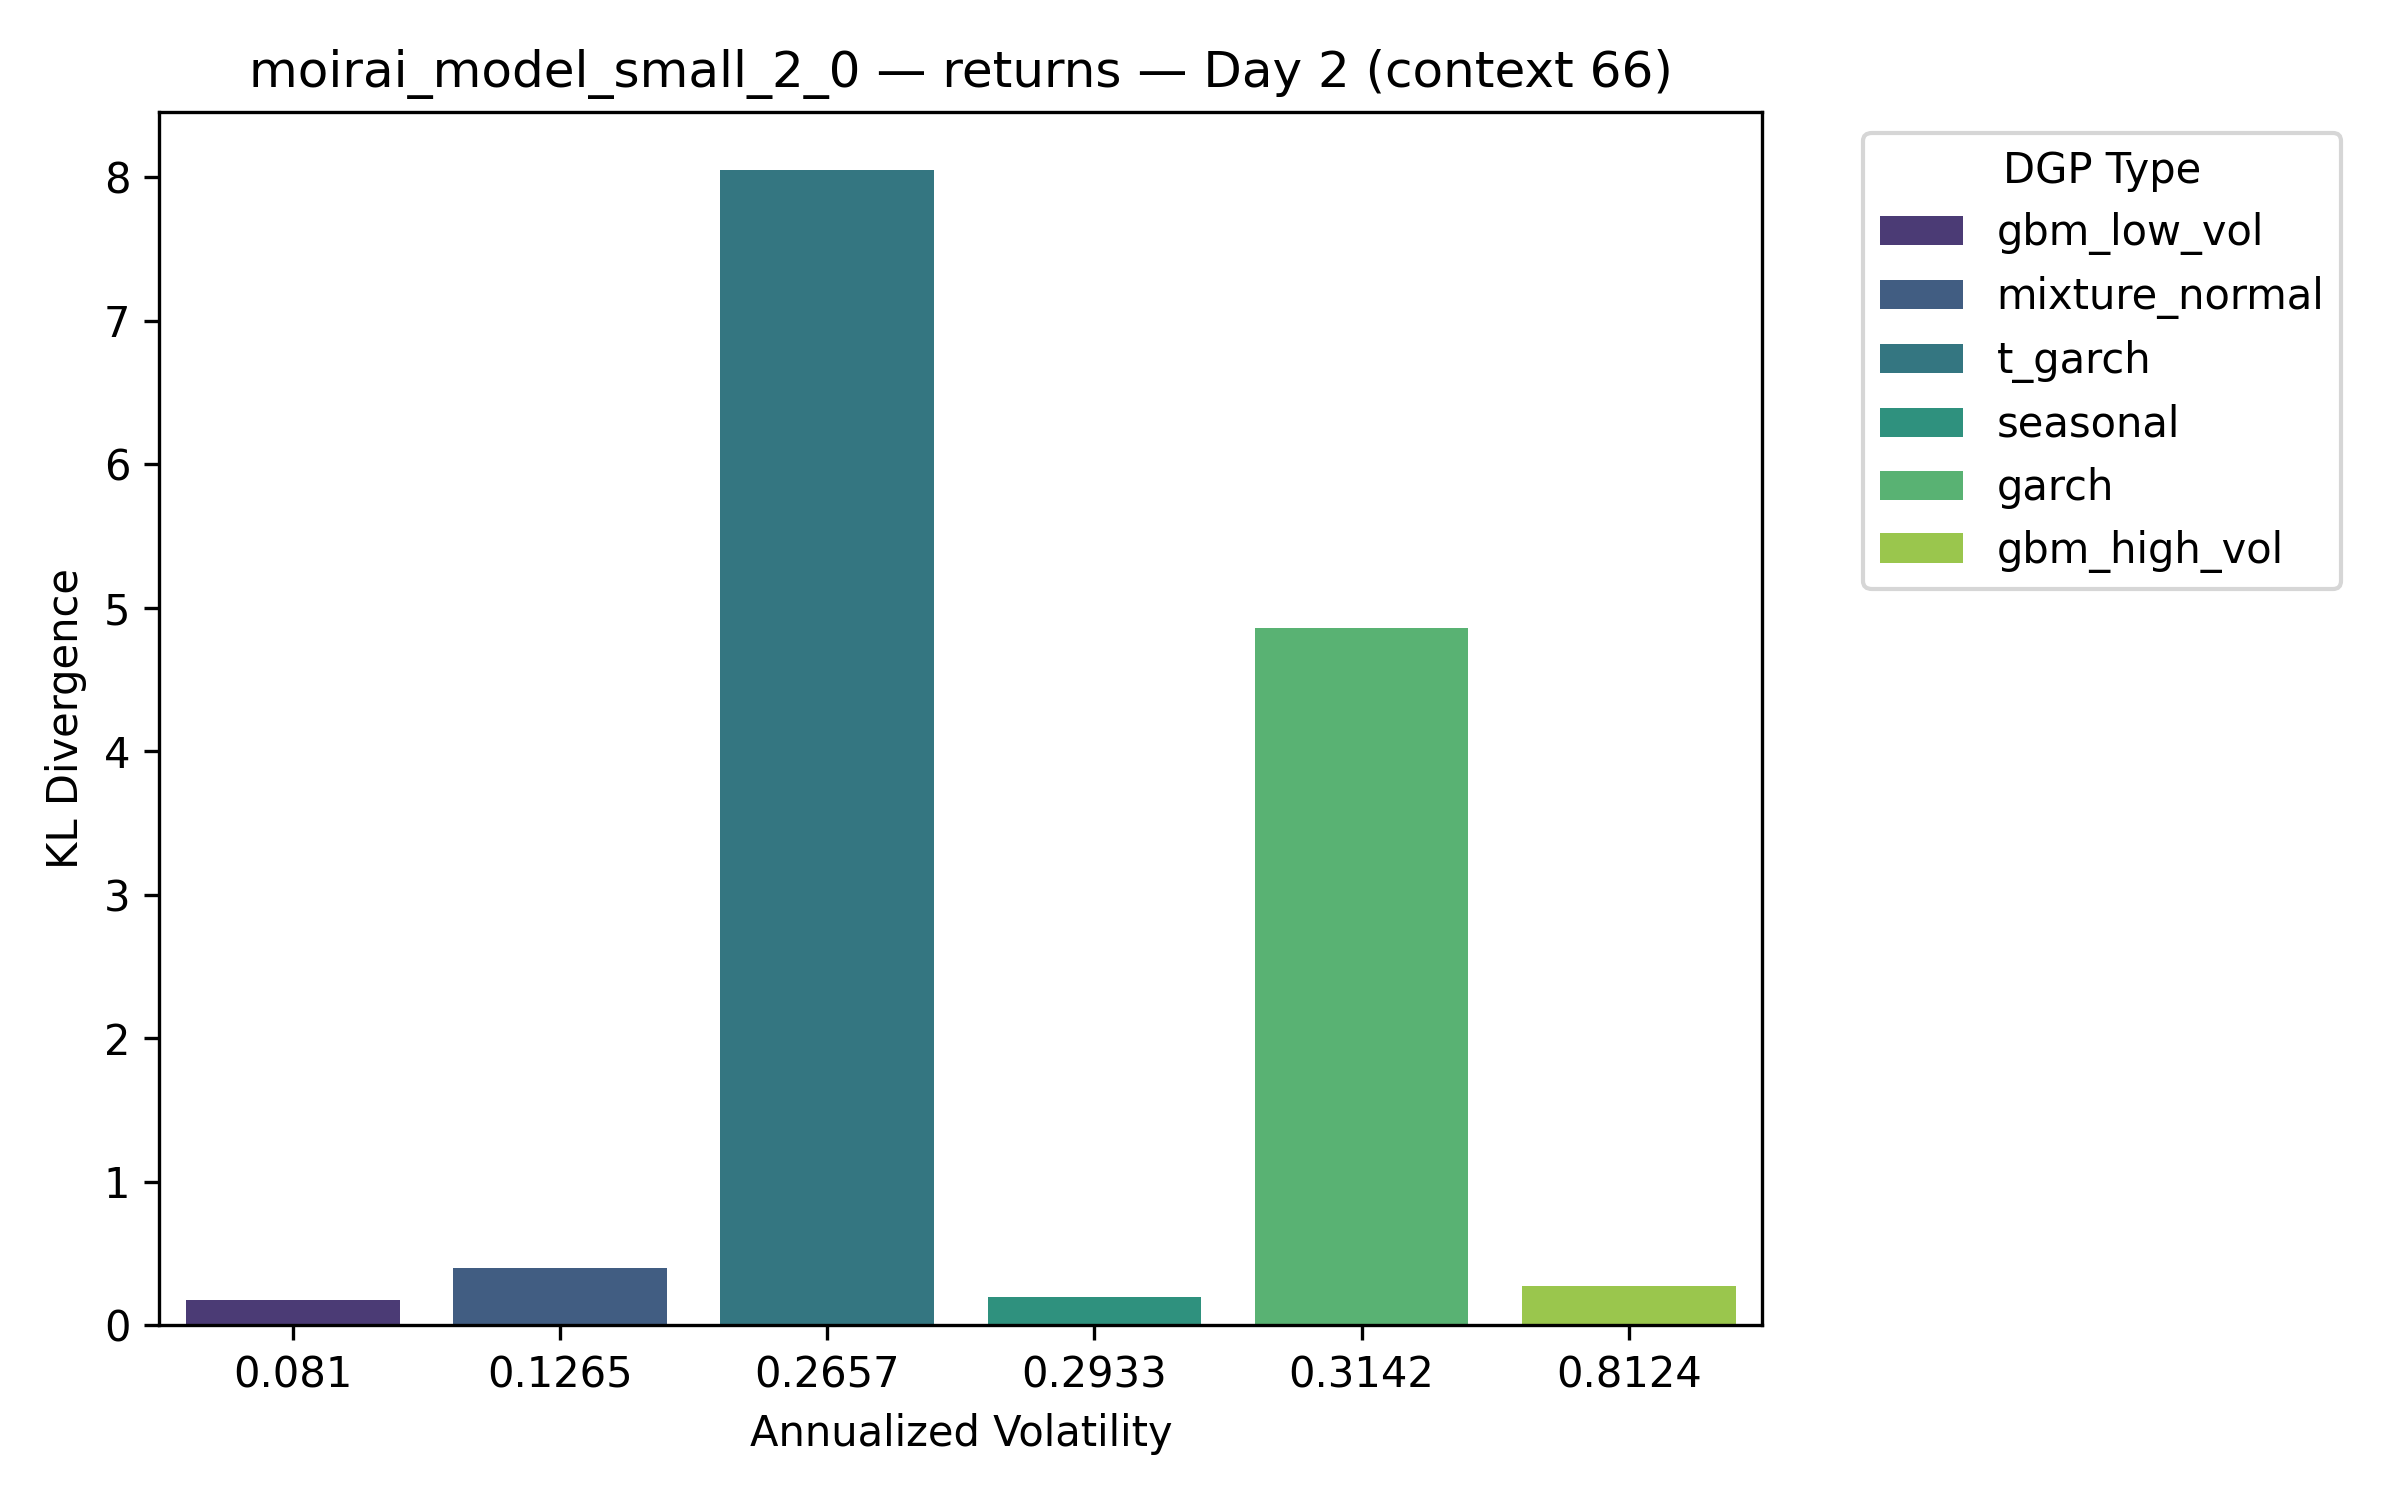 moirai_model_small_2_0 — returns — Day 2 (context 66)
KL Divergence
8
7
6
5
4
3
2
1
0
0.081 0.1265 0.2657 0.2933 0.3142 0.8124
Annualized Volatility
DGP Type
gbm_low_vol
mixture_normal
t_garch
seasonal
garch
gbm_high_vol